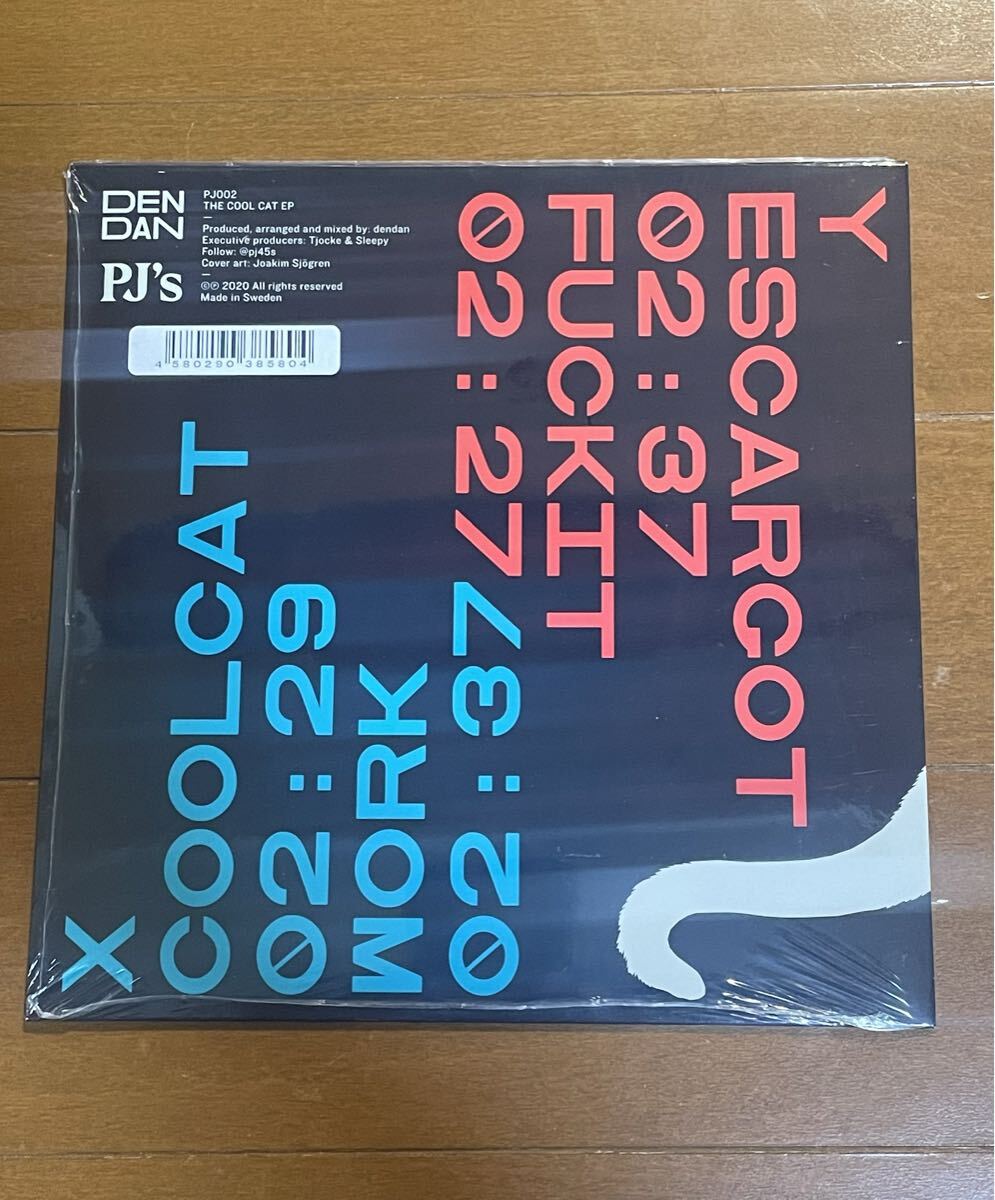 DEN
DAN
PJ's
PJ002
THE COOL CAT EP
—
Produced, arranged and mixed by: dendan
Executive producers: Tjocke & Sleepy
Follow: @pj45s
Cover art: Joakim Sjögren
—
©℗ 2020 All rights reserved
Made in Sweden
4 580290 385804
X
COOLCAT
02:29
WORK
02:37
Y
ESCARGOT
02:37
FUCKIT
02:27